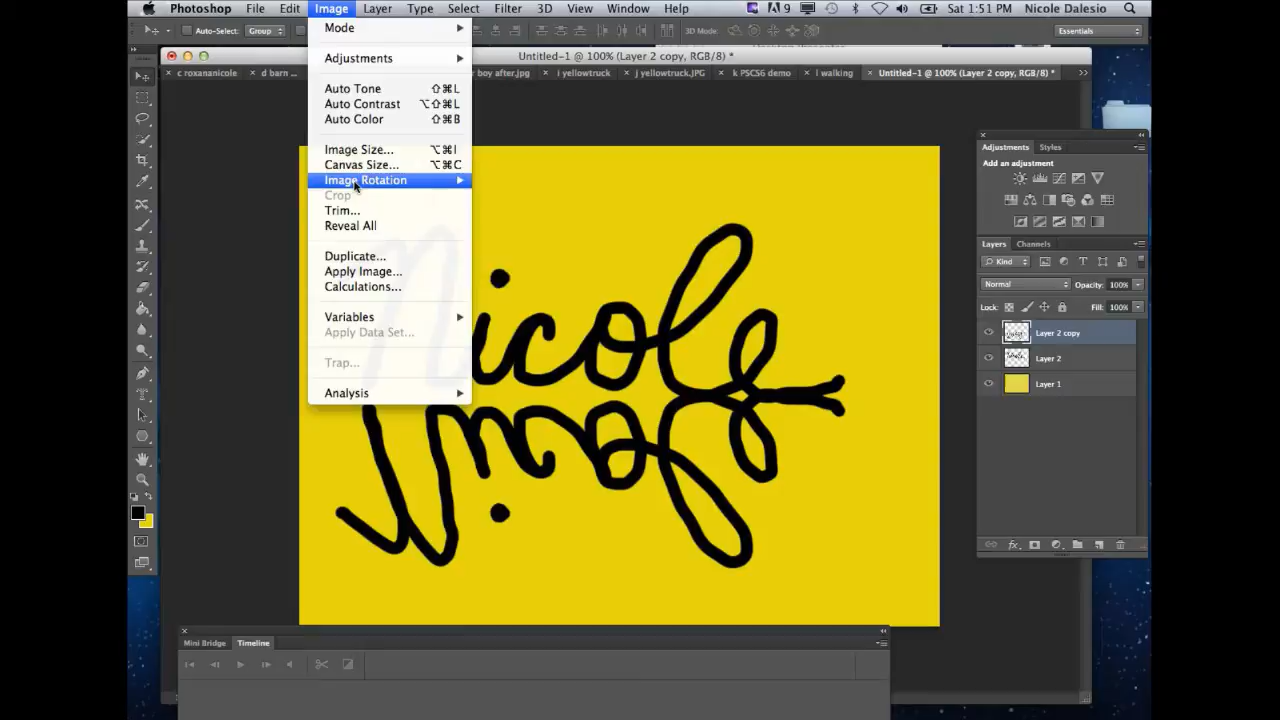 Photoshop File Edit Image Layer Type Select Filter 3D View Window Help 9 Sat 1:51 PM Nicole Dalesio
Auto-Select: Group 3D Mode: Essentials
Untitled-1 @ 100% (Layer 2 copy, RGB/8) *
c roxananicole d barn ... boy after.jpg i yellowtruck j yellowtruck.JPG k PSCS6 demo l walking Untitled-1 @ 100% (Layer 2 copy, RGB/8) *
Mode
Adjustments
Auto Tone ⇧⌘L
Auto Contrast ⌥⇧⌘L
Auto Color ⇧⌘B
Image Size... ⌥⌘I
Canvas Size... ⌥⌘C
Image Rotation
Crop
Trim...
Reveal All
Duplicate...
Apply Image...
Calculations...
Variables
Apply Data Set...
Trap...
Analysis
Nicole
Nicole
Adjustments Styles
Add an adjustment
Layers Channels
Kind
Normal Opacity: 100%
Lock: Fill: 100%
Layer 2 copy
Layer 2
Layer 1
fx
Mini Bridge Timeline